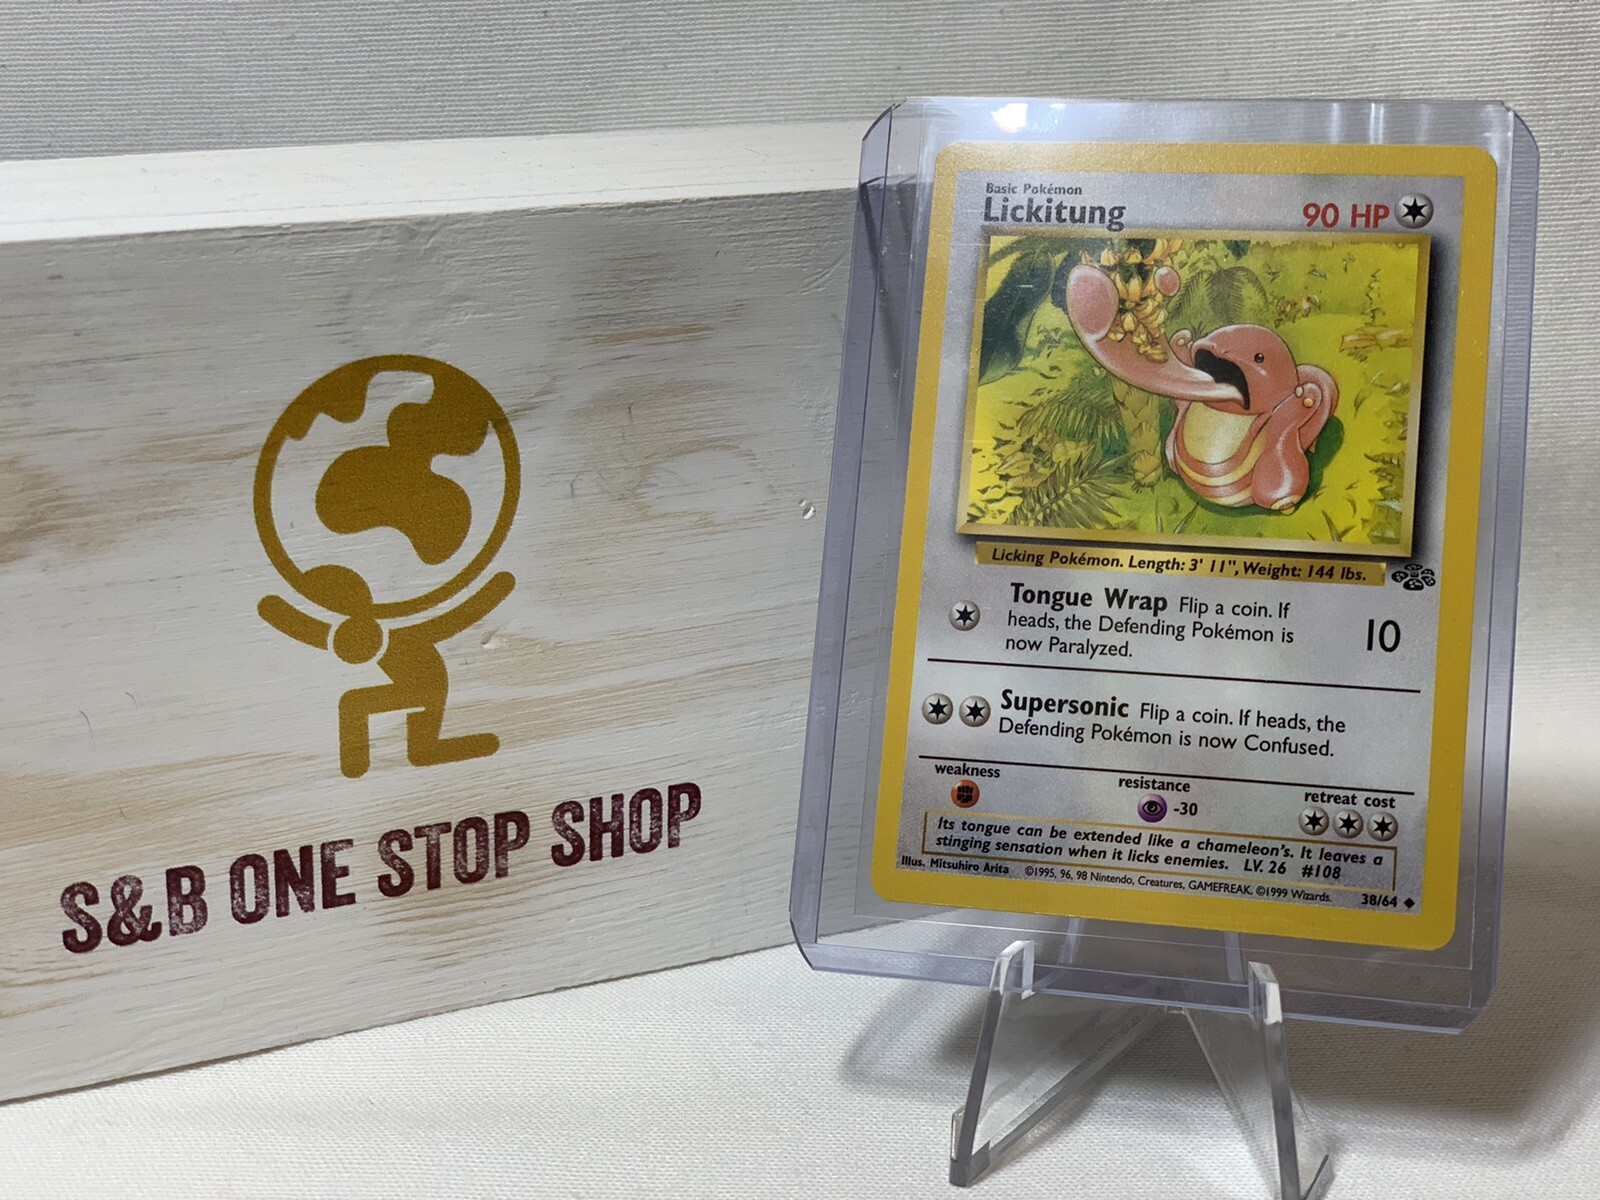 S&B ONE STOP SHOP
Basic Pokémon
Lickitung
90 HP
Licking Pokémon. Length: 3' 11", Weight: 144 lbs.
Tongue Wrap Flip a coin. If
heads, the Defending Pokémon is
now Paralyzed.
10
Supersonic Flip a coin. If heads, the
Defending Pokémon is now Confused.
weakness
resistance
retreat cost
-30
Its tongue can be extended like a chameleon's. It leaves a
stinging sensation when it licks enemies. LV. 26 #108
Illus. Mitsuhiro Arita ©1995, 96, 98 Nintendo, Creatures, GAMEFREAK. ©1999 Wizards. 38/64